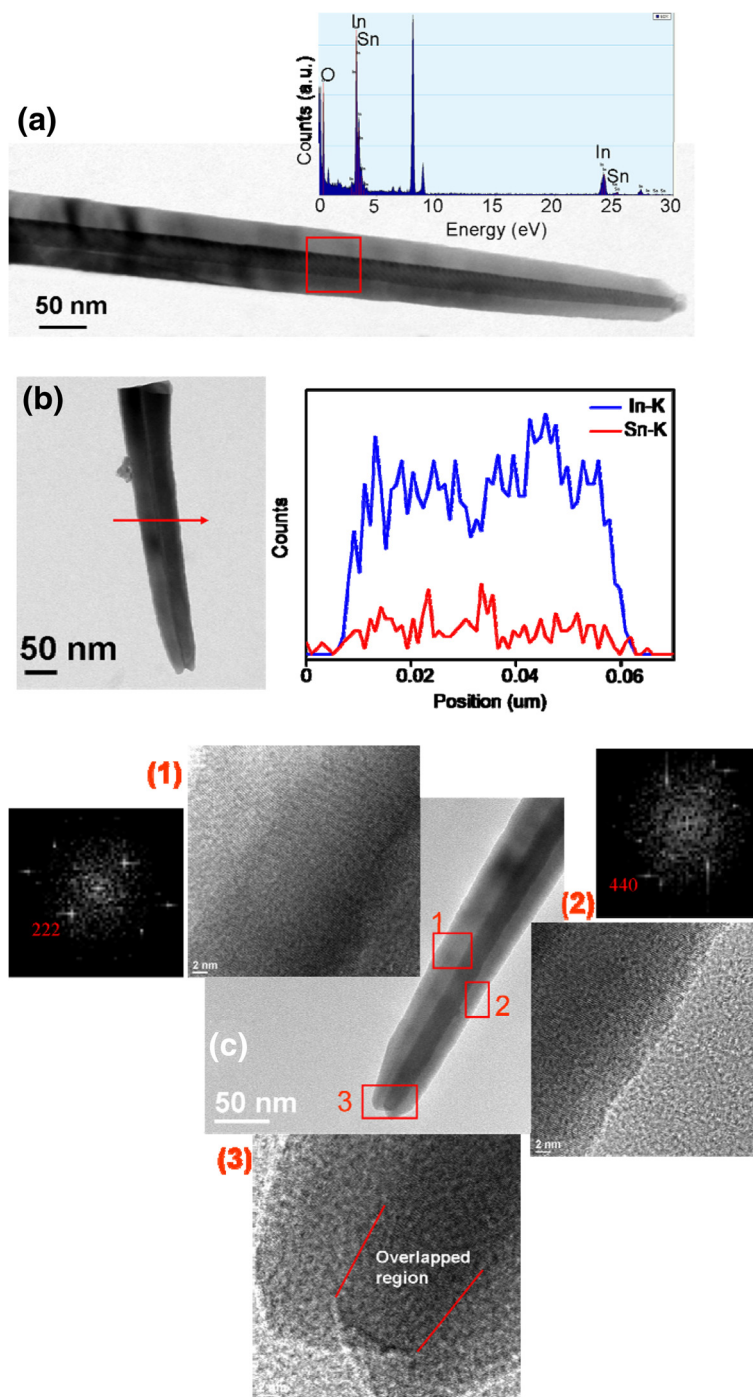 (a)
In
Sn
O
Counts (a.u.)
In
Sn
0 5 10 15 20 25 30
Energy (eV)
50 nm
(b)
50 nm
In-K
Sn-K
Counts
0 0.02 0.04 0.06
Position (um)
(1)
222
2 nm
(2)
440
2 nm
(c)
1
2
3
50 nm
(3)
Overlapped
region